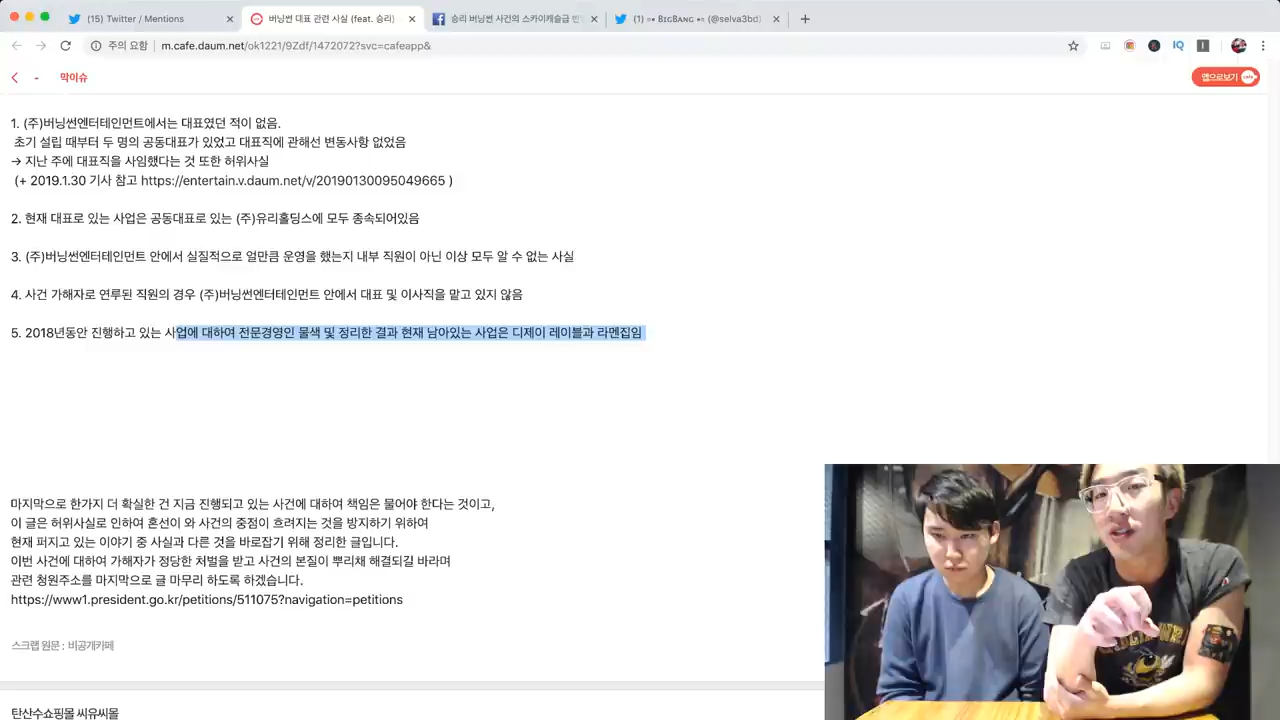 (15) Twitter / Mentions
버닝썬 대표 관련 사실 (feat. 승리)
승리 버닝썬 사건의 스카이캐슬급 반
(1) BIGBANG (@selva3bd)
주의 요함
m.cafe.daum.net/ok1221/9Zdf/1472072?svc=cafeapp&
IQ
- 막이슈
앱으로보기
1. (주)버닝썬엔터테인먼트에서는 대표였던 적이 없음.
초기 설립 때부터 두 명의 공동대표가 있었고 대표직에 관해선 변동사항 없었음
→ 지난 주에 대표직을 사임했다는 것 또한 허위사실
(+ 2019.1.30 기사 참고 https://entertain.v.daum.net/v/20190130095049665 )
2. 현재 대표로 있는 사업은 공동대표로 있는 (주)유리홀딩스에 모두 종속되어있음
3. (주)버닝썬엔터테인먼트 안에서 실질적으로 얼만큼 운영을 했는지 내부 직원이 아닌 이상 모두 알 수 없는 사실
4. 사건 가해자로 연루된 직원의 경우 (주)버닝썬엔터테인먼트 안에서 대표 및 이사직을 맡고 있지 않음
5. 2018년동안 진행하고 있는 사업에 대하여 전문경영인 물색 및 정리한 결과 현재 남아있는 사업은 디제이 레이블과 라멘집임
마지막으로 한가지 더 확실한 건 지금 진행되고 있는 사건에 대하여 책임은 물어야 한다는 것이고,
이 글은 허위사실로 인하여 혼선이 와 사건의 중점이 흐려지는 것을 방지하기 위하여
현재 퍼지고 있는 이야기 중 사실과 다른 것을 바로잡기 위해 정리한 글입니다.
이번 사건에 대하여 가해자가 정당한 처벌을 받고 사건의 본질이 뿌리채 해결되길 바라며
관련 청원주소를 마지막으로 글 마무리 하도록 하겠습니다.
https://www1.president.go.kr/petitions/511075?navigation=petitions
스크랩 원문 : 비공개카페
탄산수쇼핑몰 씨유씨몰